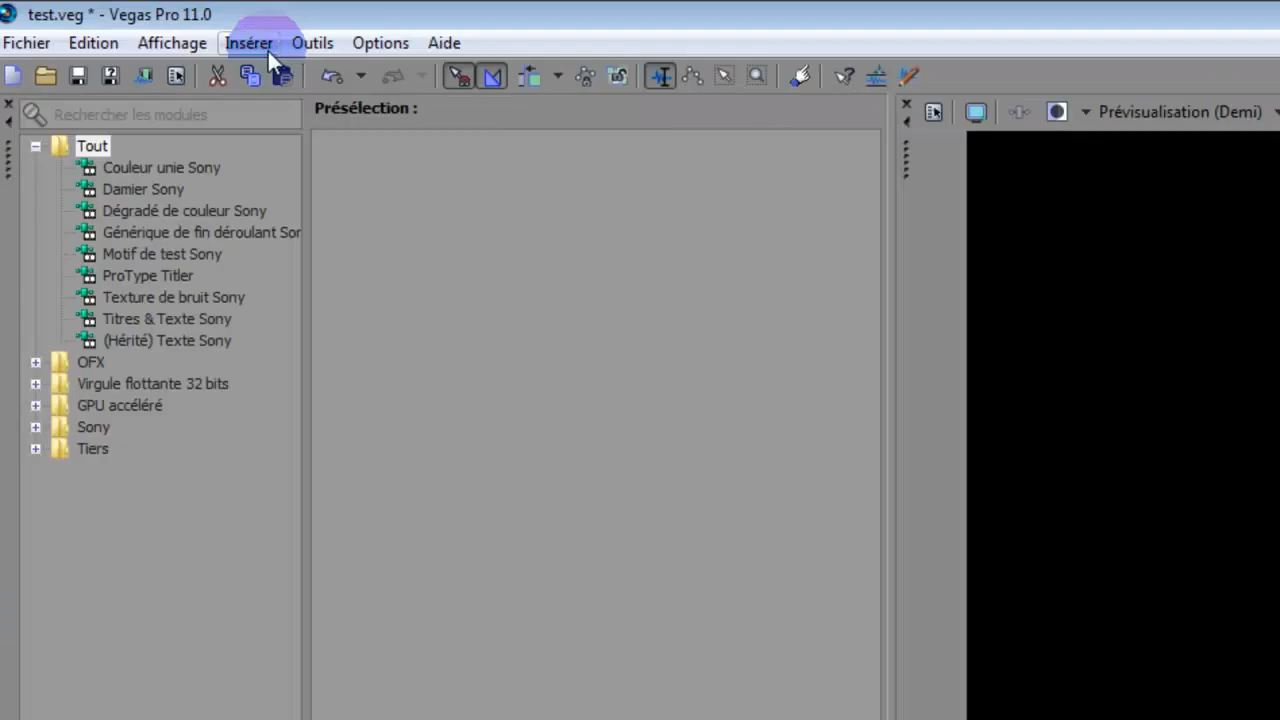 test.veg * - Vegas Pro 11.0
Fichier Edition Affichage Insérer Outils Options Aide
Rechercher les modules
Présélection :
Prévisualisation (Demi)
Tout
Couleur unie Sony
Damier Sony
Dégradé de couleur Sony
Générique de fin déroulant Sor
Motif de test Sony
ProType Titler
Texture de bruit Sony
Titres & Texte Sony
(Hérité) Texte Sony
OFX
Virgule flottante 32 bits
GPU accéléré
Sony
Tiers